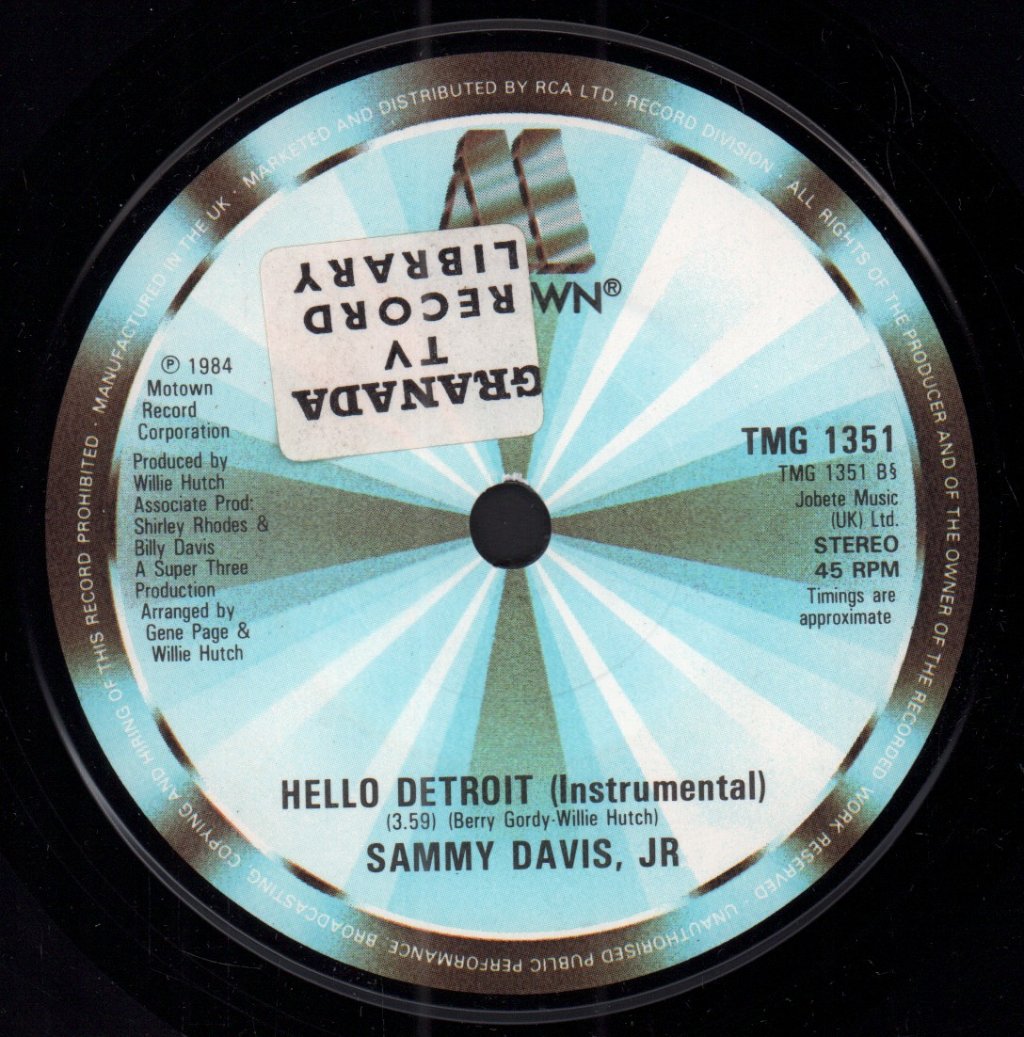 MANUFACTURED IN THE UK · MARKETED AND DISTRIBUTED BY RCA LTD, RECORD DIVISION · ALL RIGHTS OF THE PRODUCER AND OF THE OWNER OF THE RECORDED WORK RESERVED · UNAUTHORISED PUBLIC PERFORMANCE, BROADCASTING, COPYING AND HIRING OF THIS RECORD PROHIBITED ·
M
WN®
GRANADA
TV
RECORD
LIBRARY
℗ 1984
Motown
Record
Corporation
Produced by
Willie Hutch
Associate Prod:
Shirley Rhodes &
Billy Davis
A Super Three
Production
Arranged by
Gene Page &
Willie Hutch
TMG 1351
TMG 1351 B§
Jobete Music
(UK) Ltd.
STEREO
45 RPM
Timings are
approximate
HELLO DETROIT (Instrumental)
(3.59) (Berry Gordy-Willie Hutch)
SAMMY DAVIS, JR